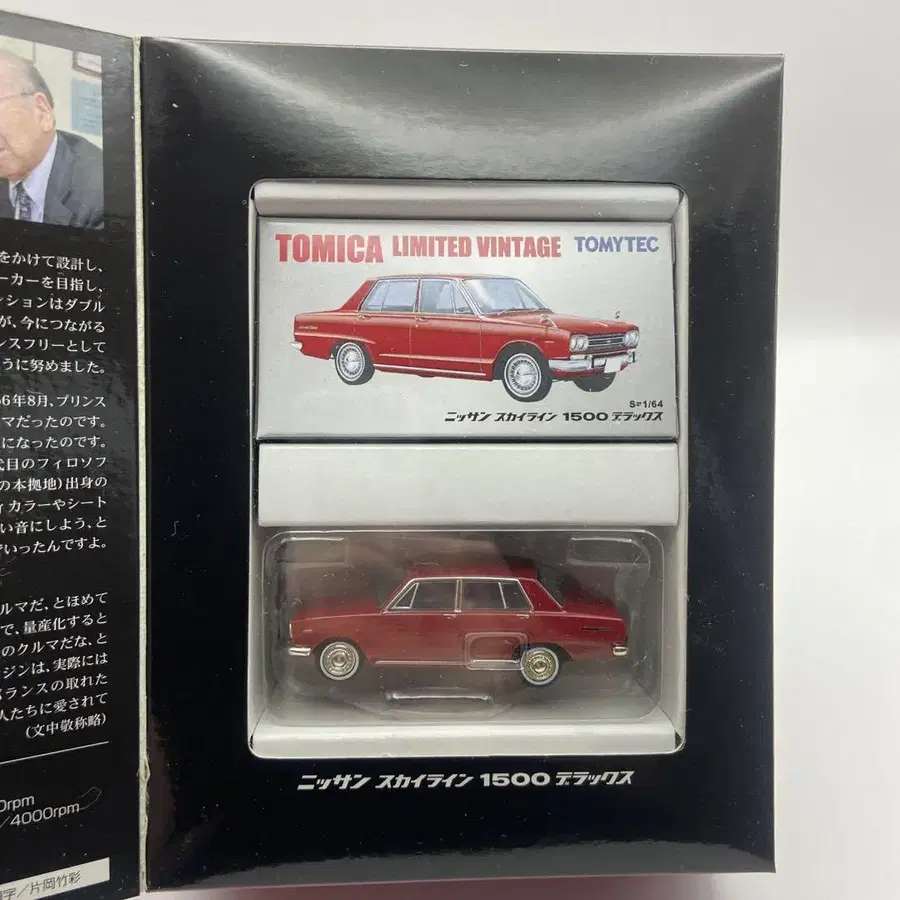 をかけて設計し、
ーカーを目指し、
ンションはダブル
が、今につながる
ンスフリーとして
うに努めました。
6年8月、プリンス
マだったのです。
になったのです。
代目のフィロソフ
の本拠地)出身の
ィカラーやシート
い音にしよう、と
いったんですよ。
ルマだ、とほめて
で、量産化すると
のクルマだな、と
ジンは、実際には
バランスの取れた
人たちに愛されて
(文中敬称略)
0rpm
/4000rpm
字/片岡竹彩
TOMICA LIMITED VINTAGE TOMYTEC
S=1/64
ニッサン スカイライン 1500 デラックス
ニッサン スカイライン 1500 デラックス